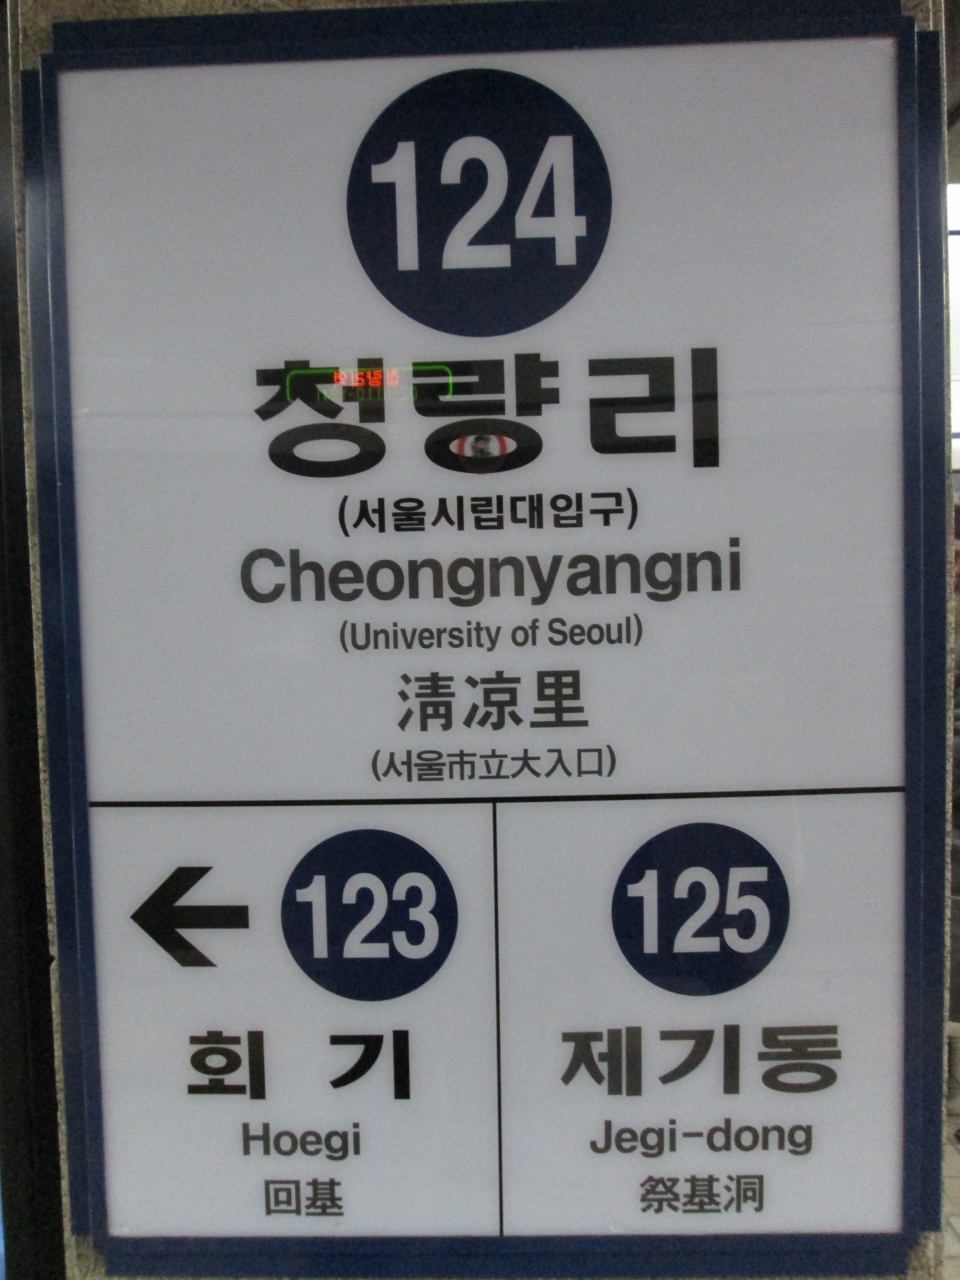 124
청량리
(서울시립대입구)
Cheongnyangni
(University of Seoul)
淸凉里
(서울市立大入口)
← 123
회기
Hoegi
回基
125
제기동
Jegi-dong
祭基洞